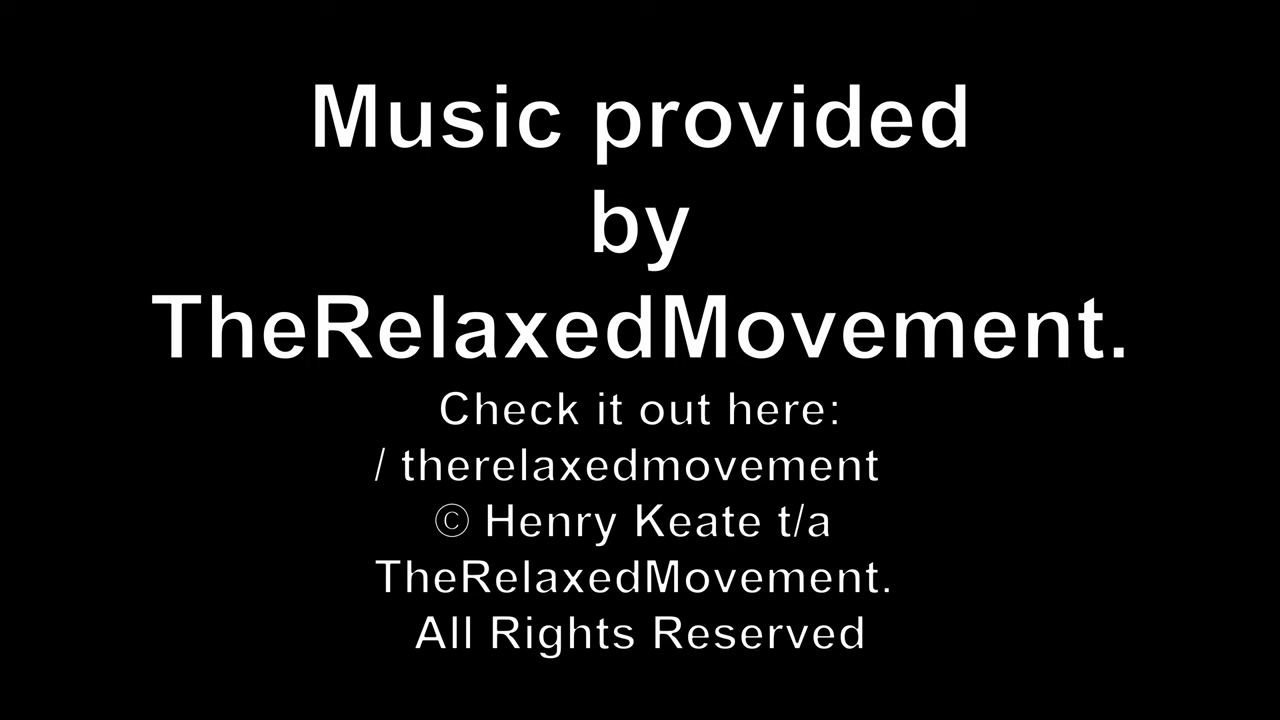 Music provided
by
TheRelaxedMovement.
Check it out here:
/ therelaxedmovement
© Henry Keate t/a
TheRelaxedMovement.
All Rights Reserved